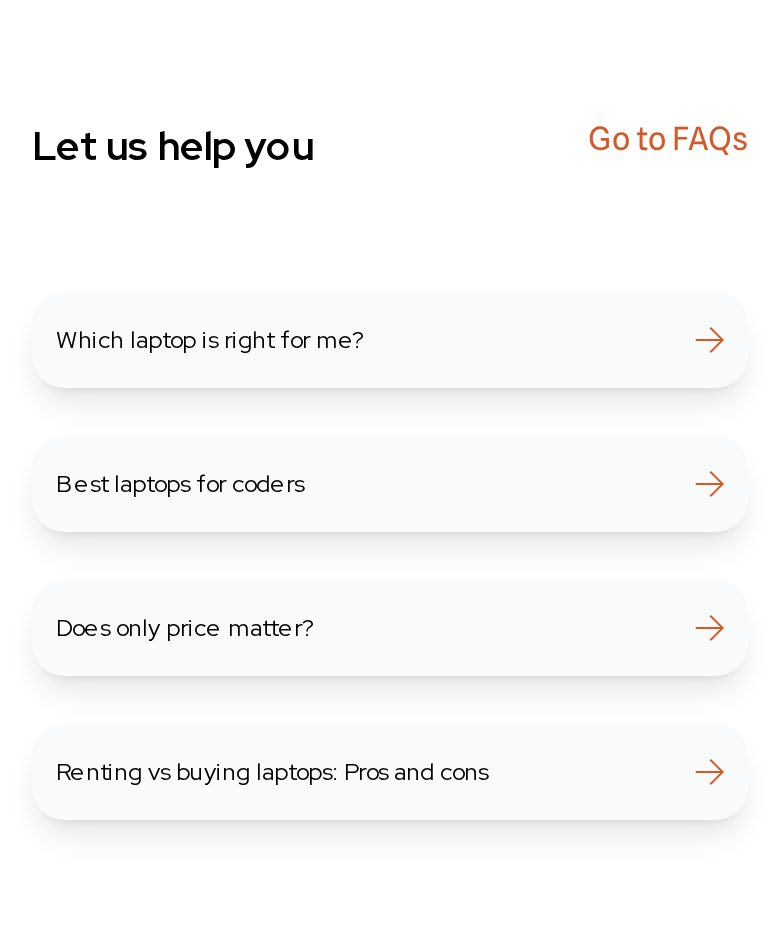 Let us help you
Go to FAQs
Which laptop is right for me?
Best laptops for coders
Does only price matter?
Renting vs buying laptops: Pros and cons